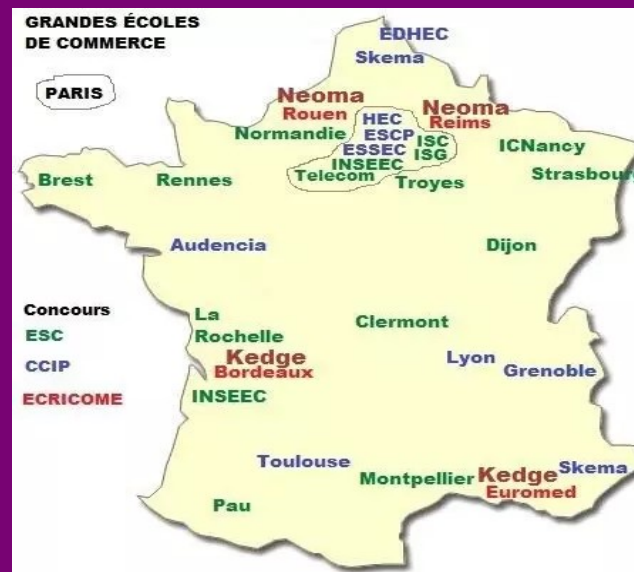 GRANDES ÉCOLES
DE COMMERCE
PARIS
EDHEC
Skema
Neoma
Rouen
Neoma
Reims
Normandie
HEC
ESCP
ISC
ESSEC
ISG
INSEEC
Telecom
Troyes
ICNancy
Strasbourg
Brest
Rennes
Audencia
Dijon
Concours
ESC
CCIP
ECRICOME
La
Rochelle
Clermont
Kedge
Bordeaux
INSEEC
Lyon
Grenoble
Toulouse
Montpellier
Kedge
Euromed
Skema
Pau